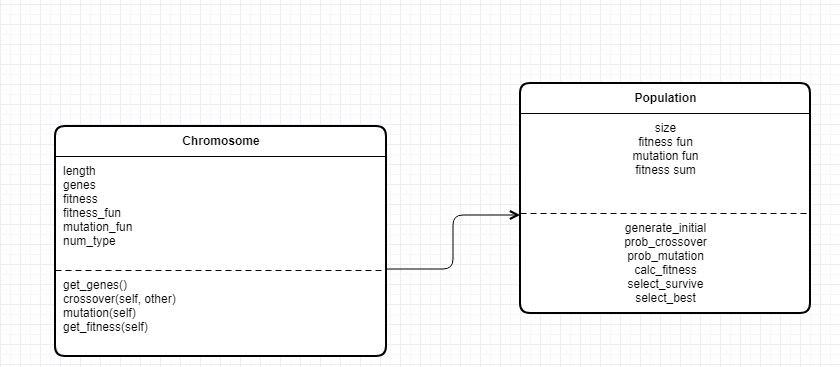 Chromosome
length
genes
fitness
fitness_fun
mutation_fun
num_type
get_genes()
crossover(self, other)
mutation(self)
get_fitness(self)
Population
size
fitness fun
mutation fun
fitness sum
generate_initial
prob_crossover
prob_mutation
calc_fitness
select_survive
select_best